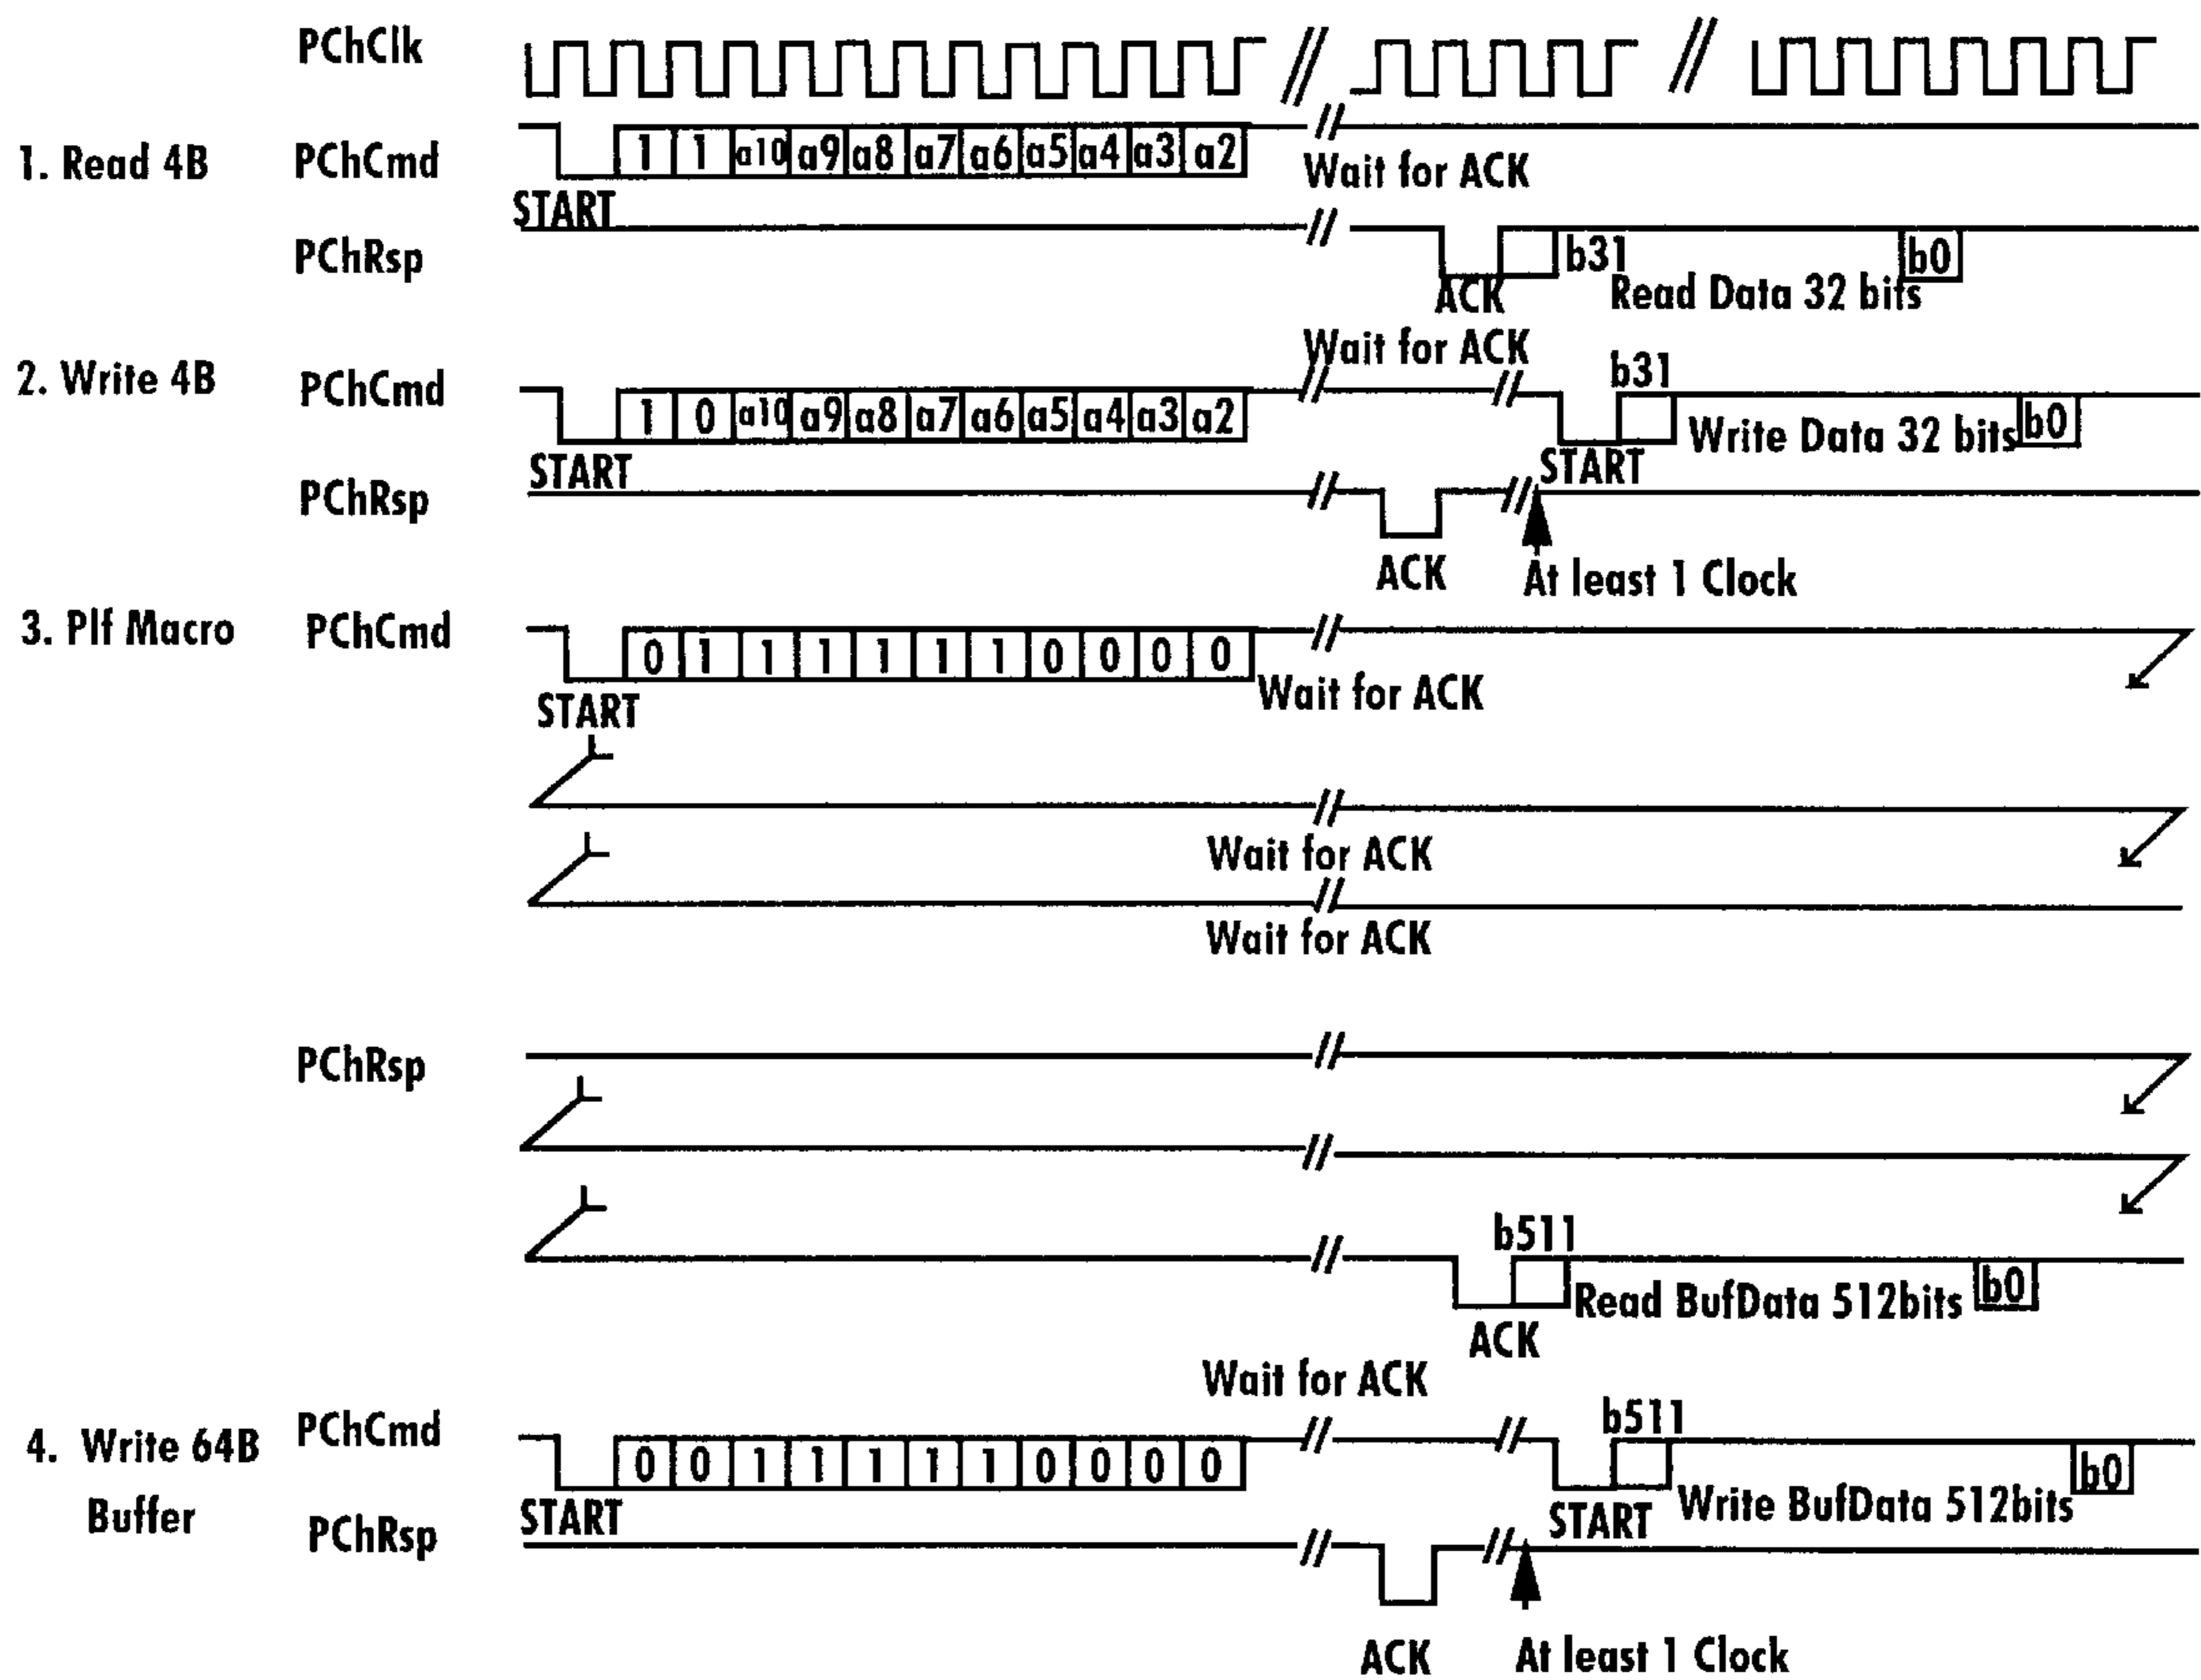 PChClk
1. Read 4B PChCmd 1 1 a10 a9 a8 a7 a6 a5 a4 a3 a2 Wait for ACK
START
PChRsp b31 b0
ACK Read Data 32 bits
Wait for ACK
2. Write 4B PChCmd b31
1 0 a10 a9 a8 a7 a6 a5 a4 a3 a2 Write Data 32 bits b0
START START
PChRsp
ACK At least 1 Clock
3. Plf Macro PChCmd 0 1 1 1 1 1 1 0 0 0 0
Wait for ACK
START
Wait for ACK
Wait for ACK
PChRsp
b511
Read BufData 512bits b0
ACK
Wait for ACK
PChCmd b511
4. Write 64B 0 0 1 1 1 1 1 0 0 0 0 b0
Buffer START START Write BufData 512bits
PChRsp
ACK At least 1 Clock